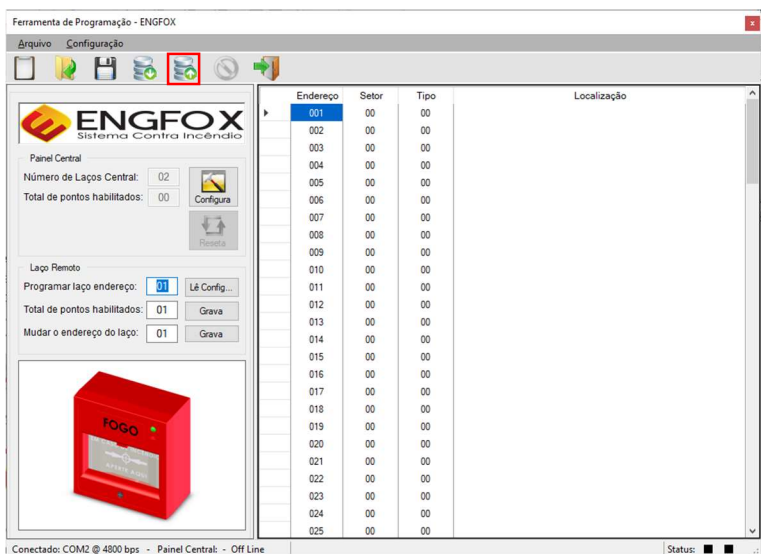 Ferramenta de Programação - ENGFOX
x
Arquivo Configuração
ENGFOX
Sistema Contra Incêndio
Painel Central
Número de Laços Central: 02
Total de pontos habilitados: 00
Configura
Reseta
Laço Remoto
Programar laço endereço: 01 Lê Config...
Total de pontos habilitados: 01 Grava
Mudar o endereço do laço: 01 Grava
FOGO
Endereço Setor Tipo Localização
001 00 00
002 00 00
003 00 00
004 00 00
005 00 00
006 00 00
007 00 00
008 00 00
009 00 00
010 00 00
011 00 00
012 00 00
013 00 00
014 00 00
015 00 00
016 00 00
017 00 00
018 00 00
019 00 00
020 00 00
021 00 00
022 00 00
023 00 00
024 00 00
025 00 00
Conectado: COM2 @ 4800 bps - Painel Central: - Off Line
Status: